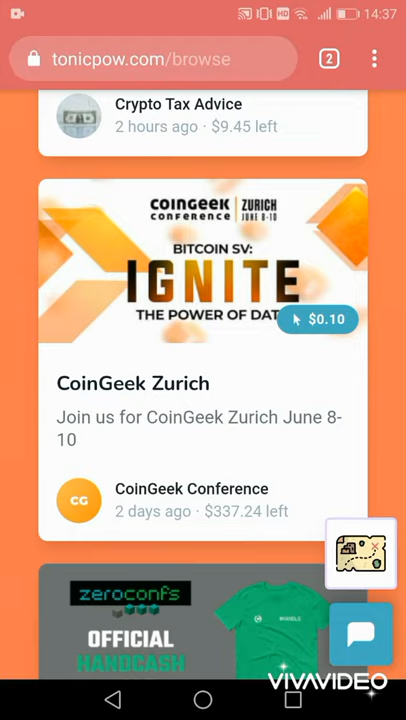 HD
14:37
tonicpow.com/browse
2
Crypto Tax Advice
2 hours ago · $9.45 left
COINGEEK
CONFERENCE
ZURICH
JUNE 8-10
BITCOIN SV:
IGNITE
THE POWER OF DAT
$0.10
CoinGeek Zurich
Join us for CoinGeek Zurich June 8-
10
CG
CoinGeek Conference
2 days ago · $337.24 left
zeroconfs
OFFICIAL
HANDCASH
VIVAVIDEO